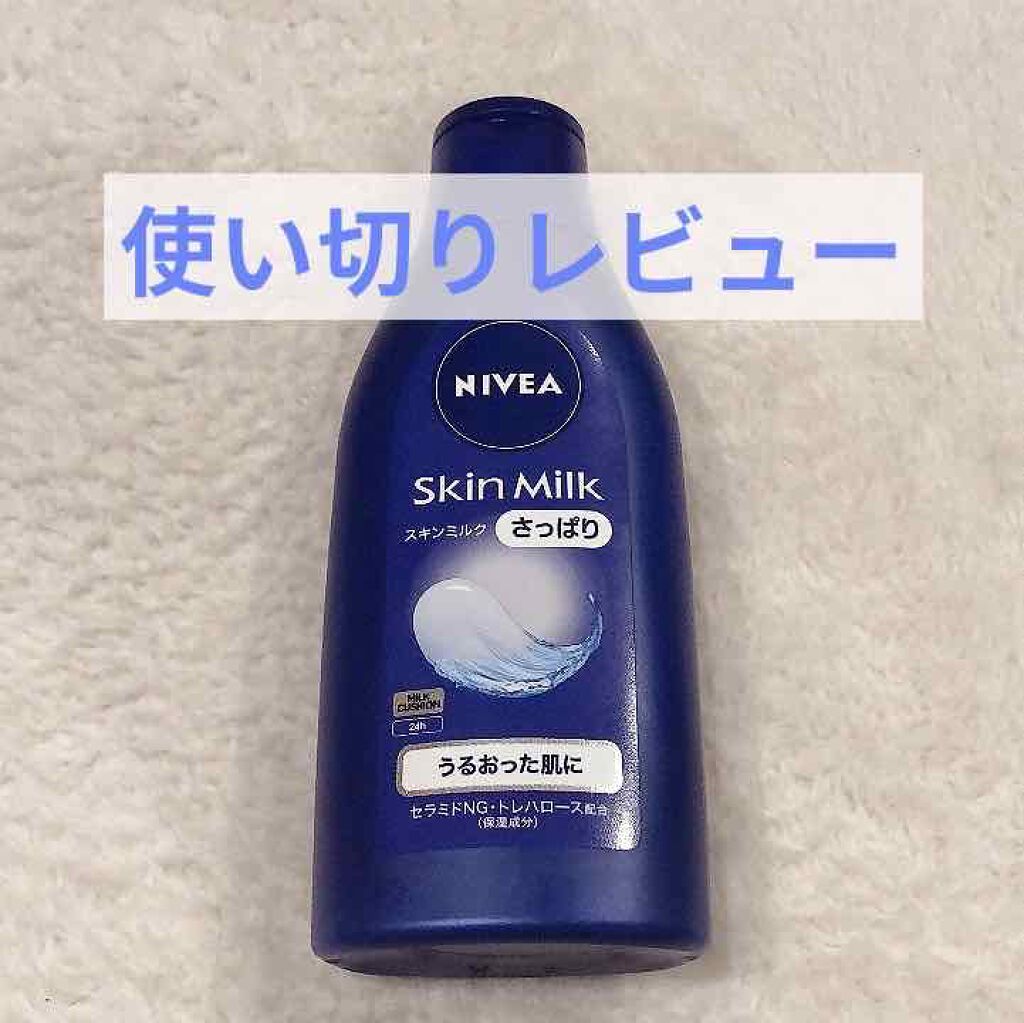 使い切りレビュー
NIVEA
Skin Milk
スキンミルク さっぱり
MILK
CUSHION
24h
うるおった肌に
セラミドNG・トレハロース配合
(保湿成分)